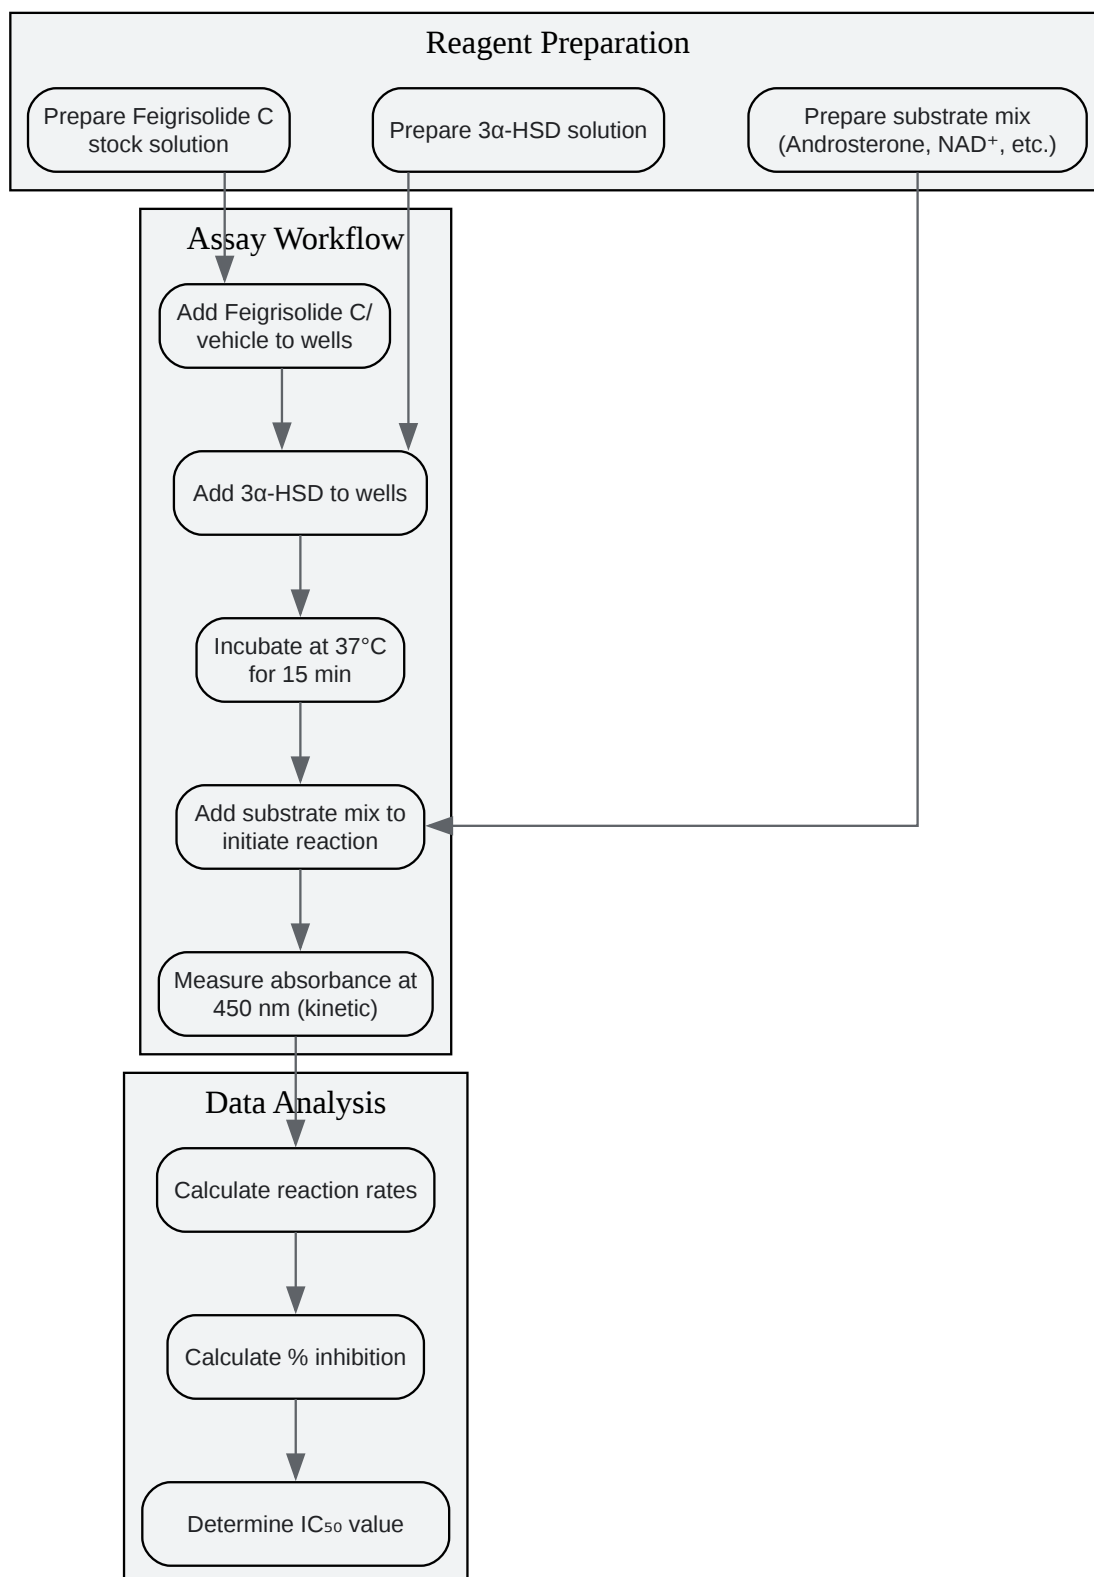 Reagent Preparation
Prepare Feigrisolide C
stock solution
Prepare 3α-HSD solution
Prepare substrate mix
(Androsterone, NAD⁺, etc.)
Assay Workflow
Add Feigrisolide C/
vehicle to wells
Add 3α-HSD to wells
Incubate at 37°C
for 15 min
Add substrate mix to
initiate reaction
Measure absorbance at
450 nm (kinetic)
Data Analysis
Calculate reaction rates
Calculate % inhibition
Determine IC₅₀ value